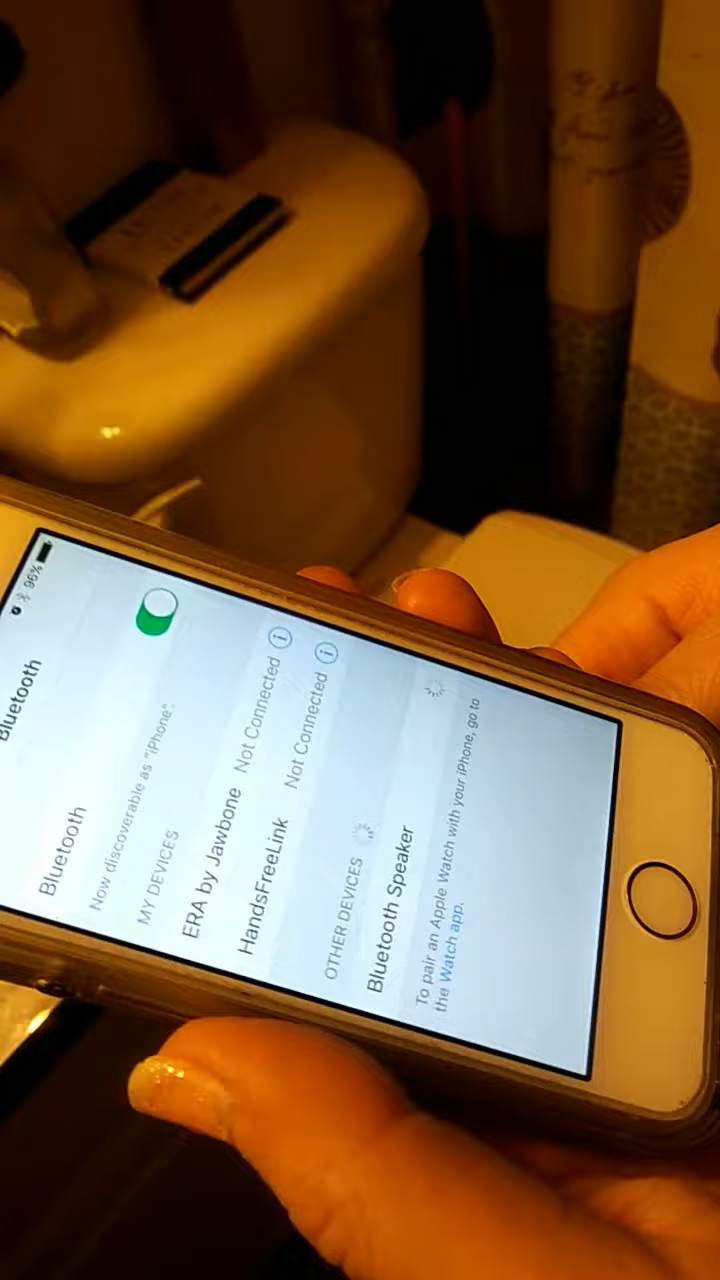 96%
Bluetooth
Bluetooth
Now discoverable as "iPhone".
MY DEVICES
ERA by Jawbone Not Connected
HandsFreeLink Not Connected
OTHER DEVICES
Bluetooth Speaker
To pair an Apple Watch with your iPhone, go to
the Watch app.